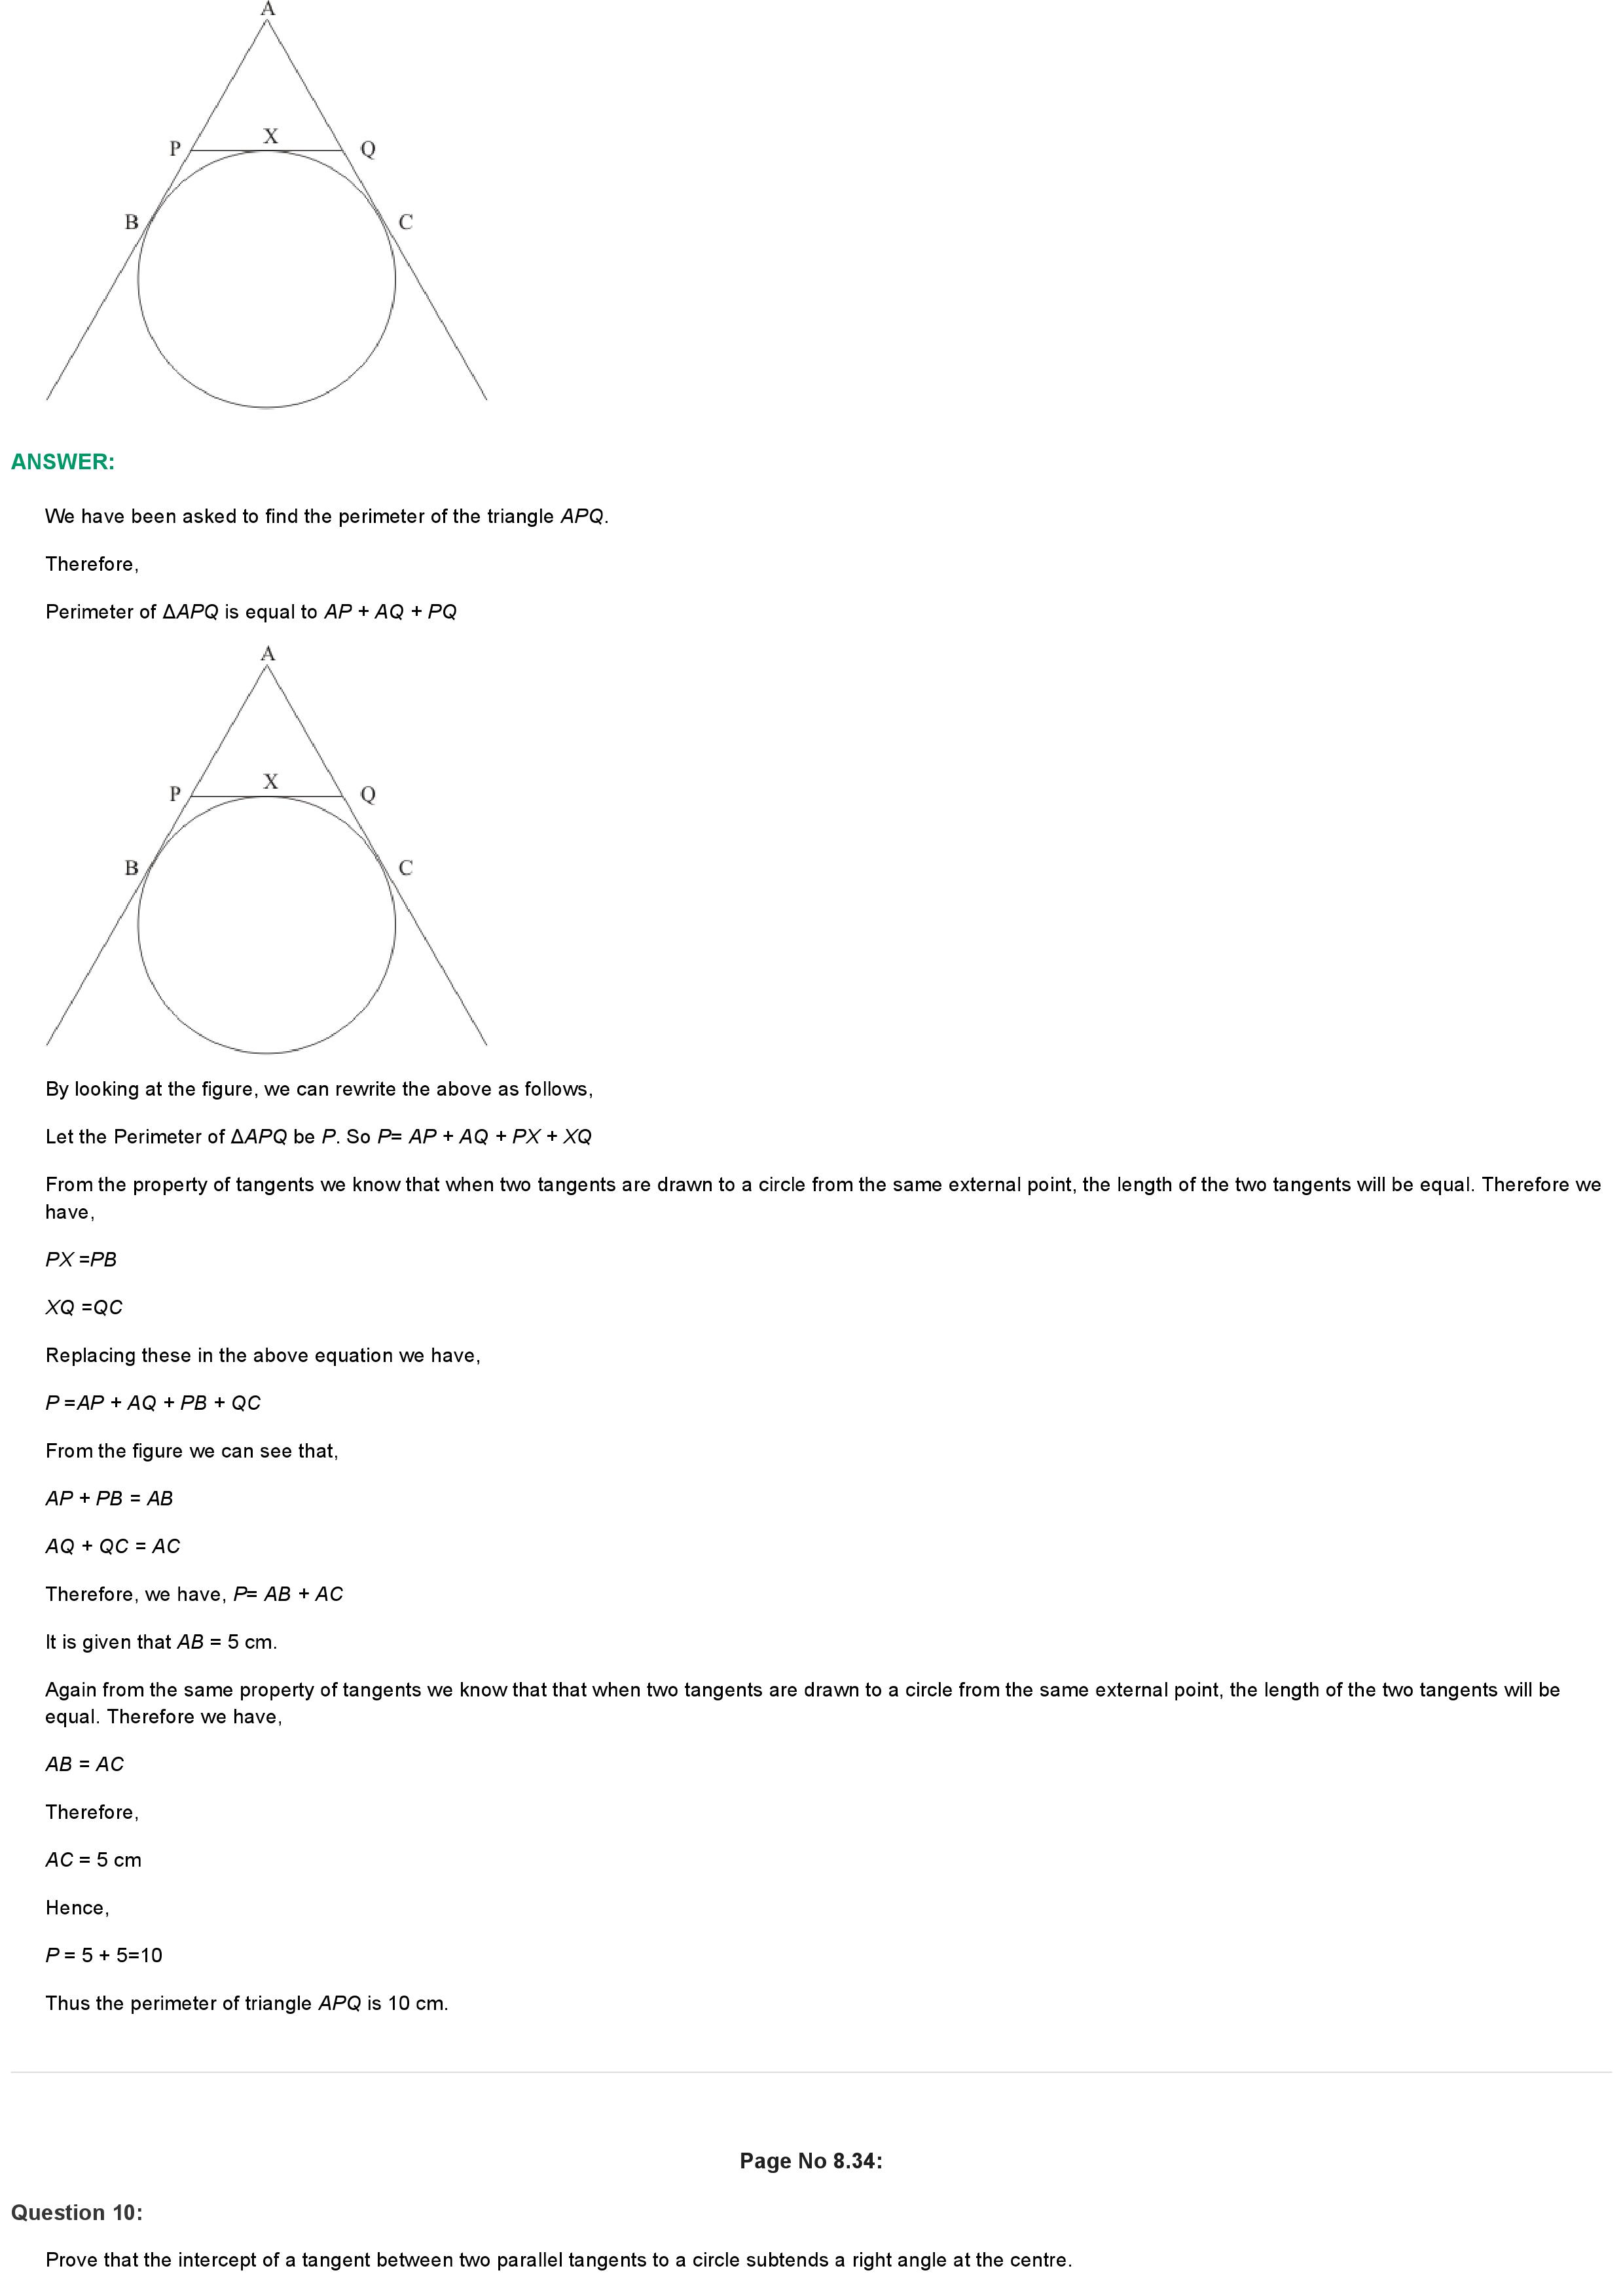 A
P
X
Q
B
C
ANSWER:
We have been asked to find the perimeter of the triangle APQ.
Therefore,
Perimeter of ΔAPQ is equal to AP + AQ + PQ
A
P
X
Q
B
C
By looking at the figure, we can rewrite the above as follows,
Let the Perimeter of ΔAPQ be P. So P= AP + AQ + PX + XQ
From the property of tangents we know that when two tangents are drawn to a circle from the same external point, the length of the two tangents will be equal. Therefore we
have,
PX =PB
XQ =QC
Replacing these in the above equation we have,
P =AP + AQ + PB + QC
From the figure we can see that,
AP + PB = AB
AQ + QC = AC
Therefore, we have, P= AB + AC
It is given that AB = 5 cm.
Again from the same property of tangents we know that that when two tangents are drawn to a circle from the same external point, the length of the two tangents will be
equal. Therefore we have,
AB = AC
Therefore,
AC = 5 cm
Hence,
P = 5 + 5=10
Thus the perimeter of triangle APQ is 10 cm.
Page No 8.34:
Question 10:
Prove that the intercept of a tangent between two parallel tangents to a circle subtends a right angle at the centre.